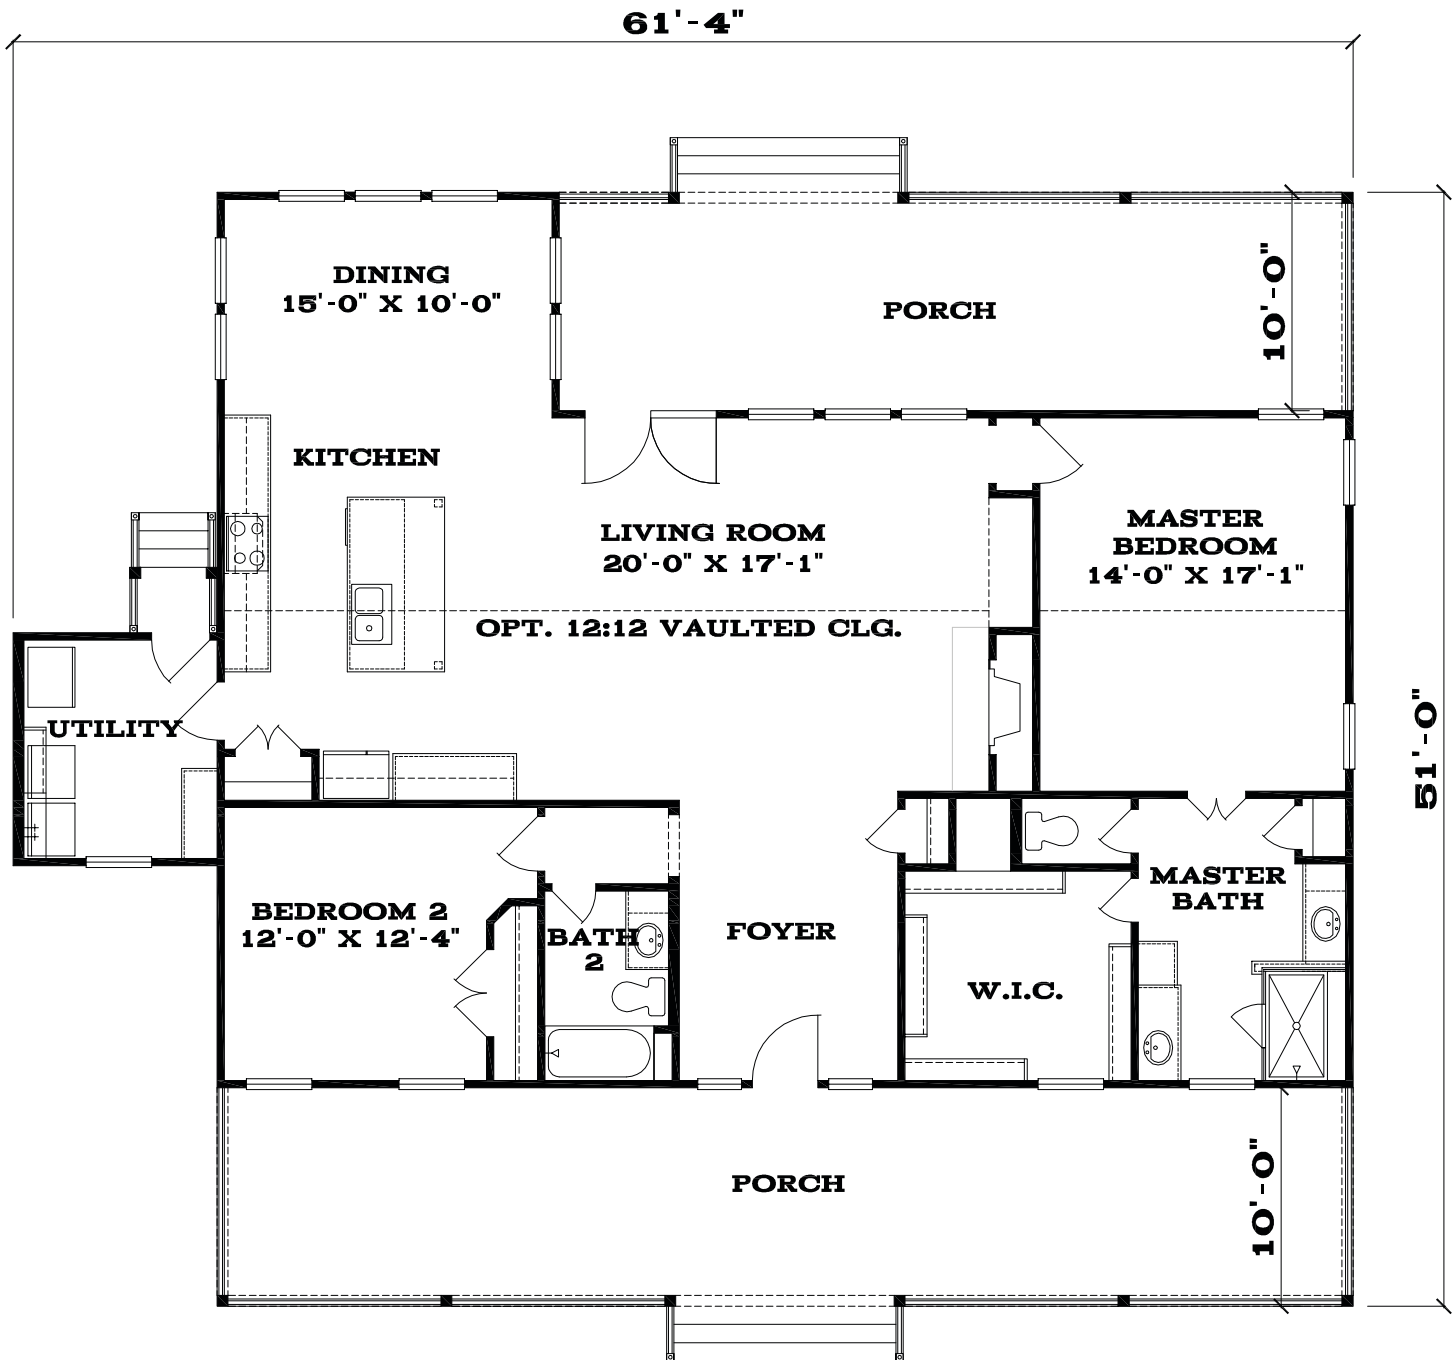 61'-4"
DINING
15'-0" X 10'-0"
PORCH
10'-0"
KITCHEN
LIVING ROOM
20'-0" X 17'-1"
MASTER
BEDROOM
14'-0" X 17'-1"
OPT. 12:12 VAULTED CLG.
UTILITY
51'-0"
MASTER
BATH
BEDROOM 2
12'-0" X 12'-4"
BATH
2
FOYER
W.I.C.
PORCH
10'-0"